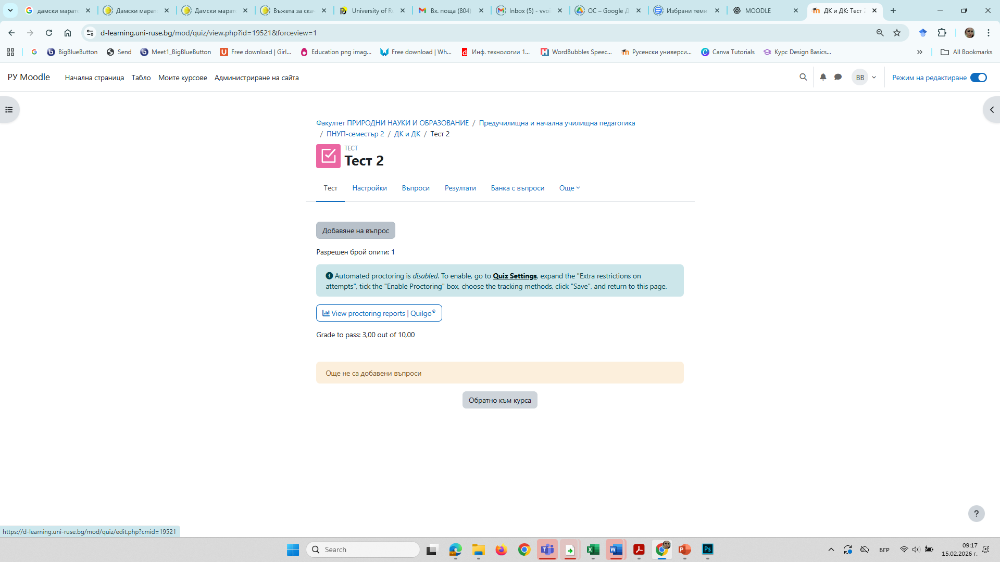 дамски марат
Дамски марат
Дамски марат
Въжета за ска
University of Ru
Вх. поща (804)
Inbox (5) - vvoi
ОС – Google Д
Избрани теми
MOODLE
ДК и ДК: Тест 2
d-learning.uni-ruse.bg/mod/quiz/view.php?id=19521&forceview=1
BigBlueButton
Send
Meet1_BigBlueButton
Free download | Girl...
Education png imag...
Free download | Wh...
Инф. технологии 1...
WordBubbles Speec...
Русенски универси...
Canva Tutorials
Курс Design Basics...
All Bookmarks
РУ Moodle
Начална страница
Табло
Моите курсове
Администриране на сайта
ВВ
Режим на редактиране
Факултет ПРИРОДНИ НАУКИ И ОБРАЗОВАНИЕ / Предучилищна и начална училищна педагогика
/ ПНУП-семестър 2 / ДК и ДК / Тест 2
ТЕСТ
Тест 2
Тест
Настройки
Въпроси
Резултати
Банка с въпроси
Още
Добавяне на въпрос
Разрешен брой опити: 1
Automated proctoring is disabled. To enable, go to Quiz Settings, expand the "Extra restrictions on
attempts", tick the "Enable Proctoring" box, choose the tracking methods, click "Save", and return to this page.
View proctoring reports | Quilgo®
Grade to pass: 3,00 out of 10,00
Още не са добавени въпроси
Обратно към курса
?
https://d-learning.uni-ruse.bg/mod/quiz/edit.php?cmid=19521
Search
БГР
09:17
15.02.2026 г.